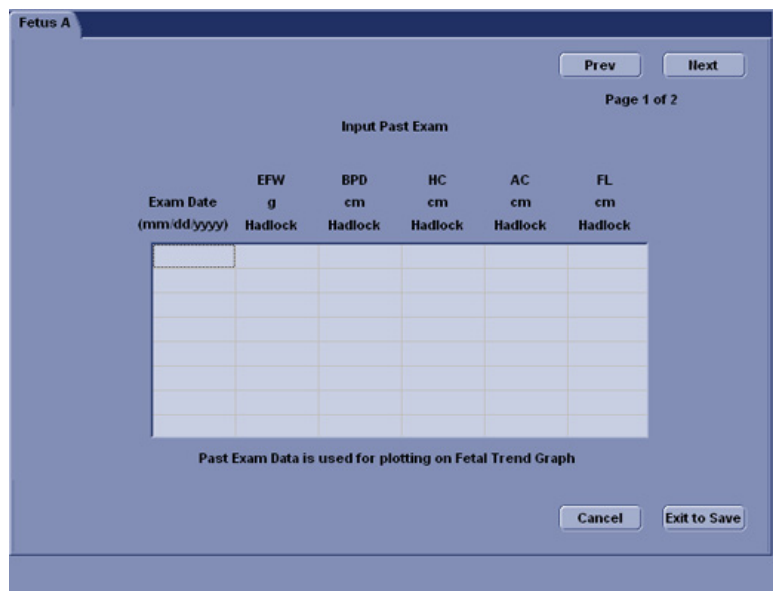 Fetus A
Prev Next
Page 1 of 2
Input Past Exam
EFW BPD HC AC FL
Exam Date g cm cm cm cm
(mm/dd/yyyy) Hadlock Hadlock Hadlock Hadlock Hadlock
Past Exam Data is used for plotting on Fetal Trend Graph
Cancel Exit to Save